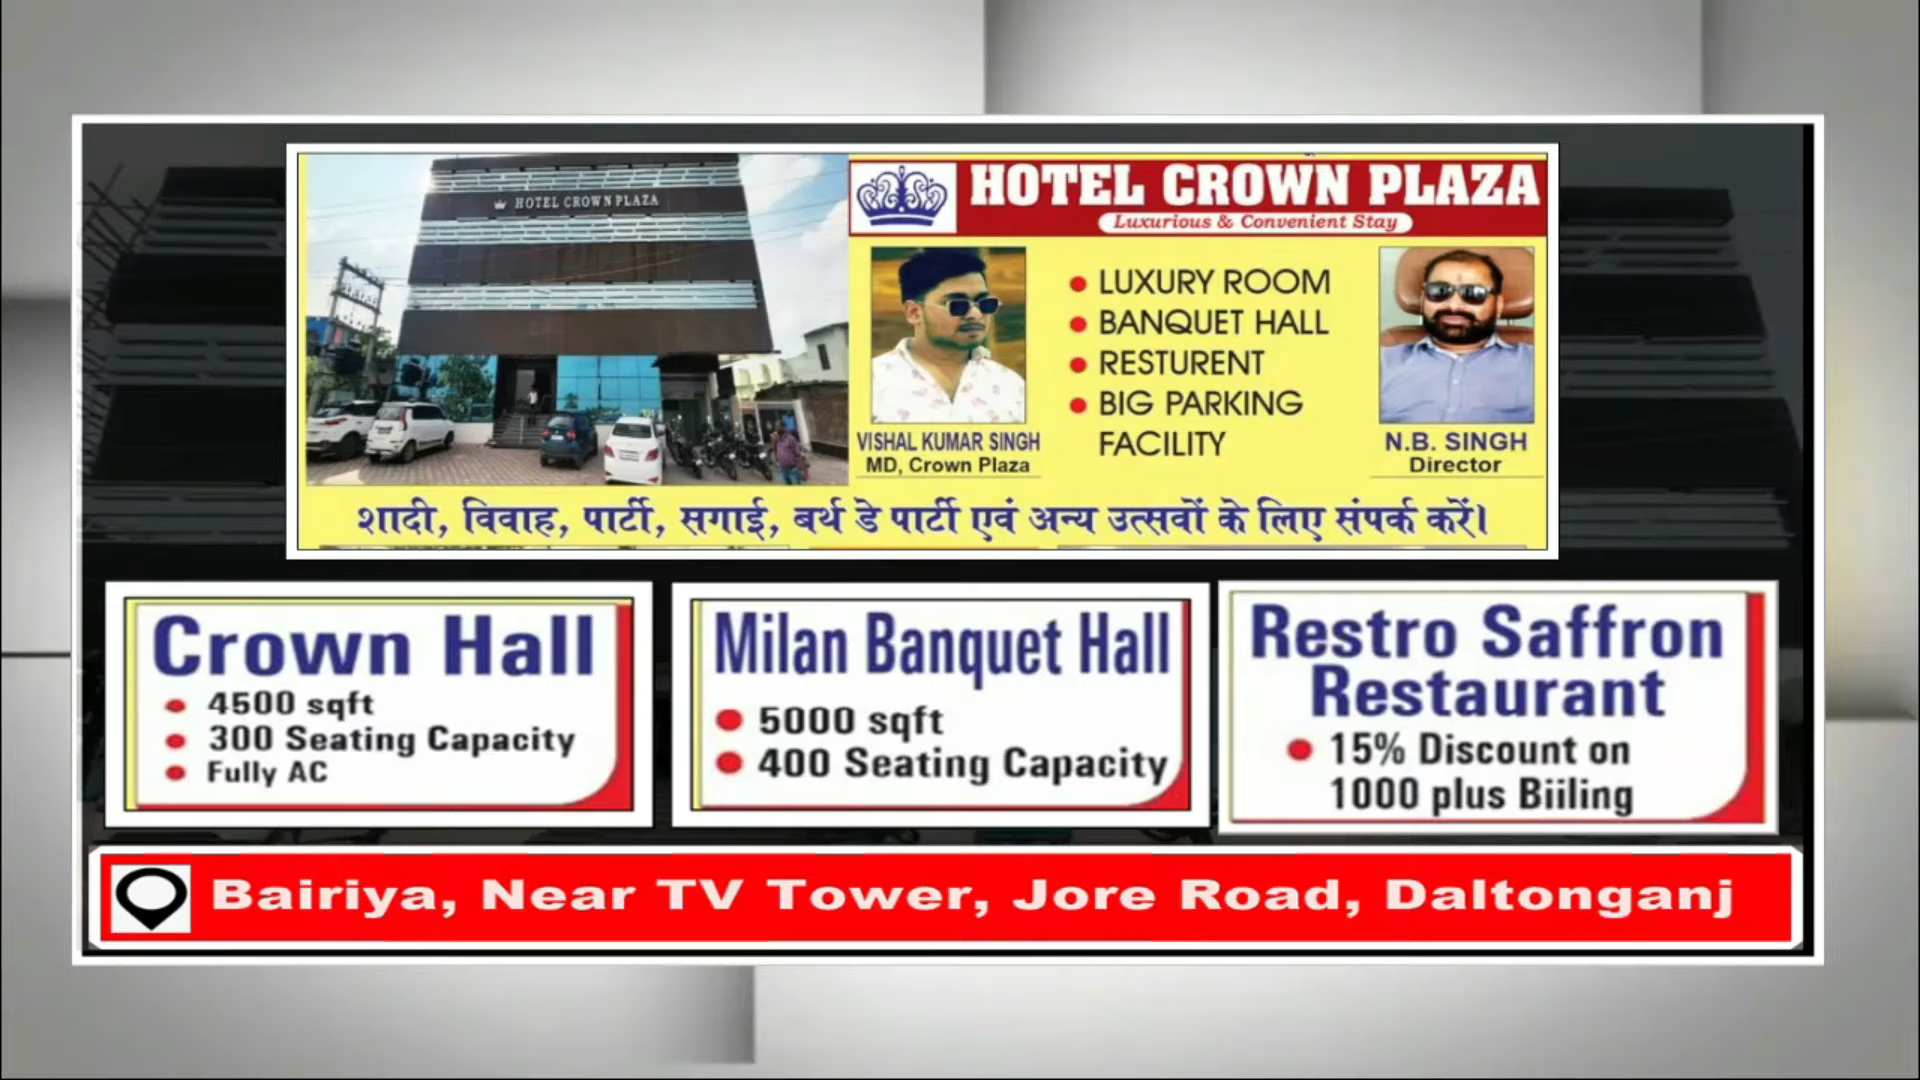 HOTEL CROWN PLAZA
HOTEL CROWN PLAZA
Luxurious & Convenient Stay
LUXURY ROOM
BANQUET HALL
RESTURENT
BIG PARKING
FACILITY
VISHAL KUMAR SINGH
MD, Crown Plaza
N.B. SINGH
Director
शादी, विवाह, पार्टी, सगाई, बर्थ डे पार्टी एवं अन्य उत्सवों के लिए संपर्क करें।
Crown Hall
4500 sqft
300 Seating Capacity
Fully AC
Milan Banquet Hall
5000 sqft
400 Seating Capacity
Restro Saffron
Restaurant
15% Discount on
1000 plus Biiling
Bairiya, Near TV Tower, Jore Road, Daltonganj